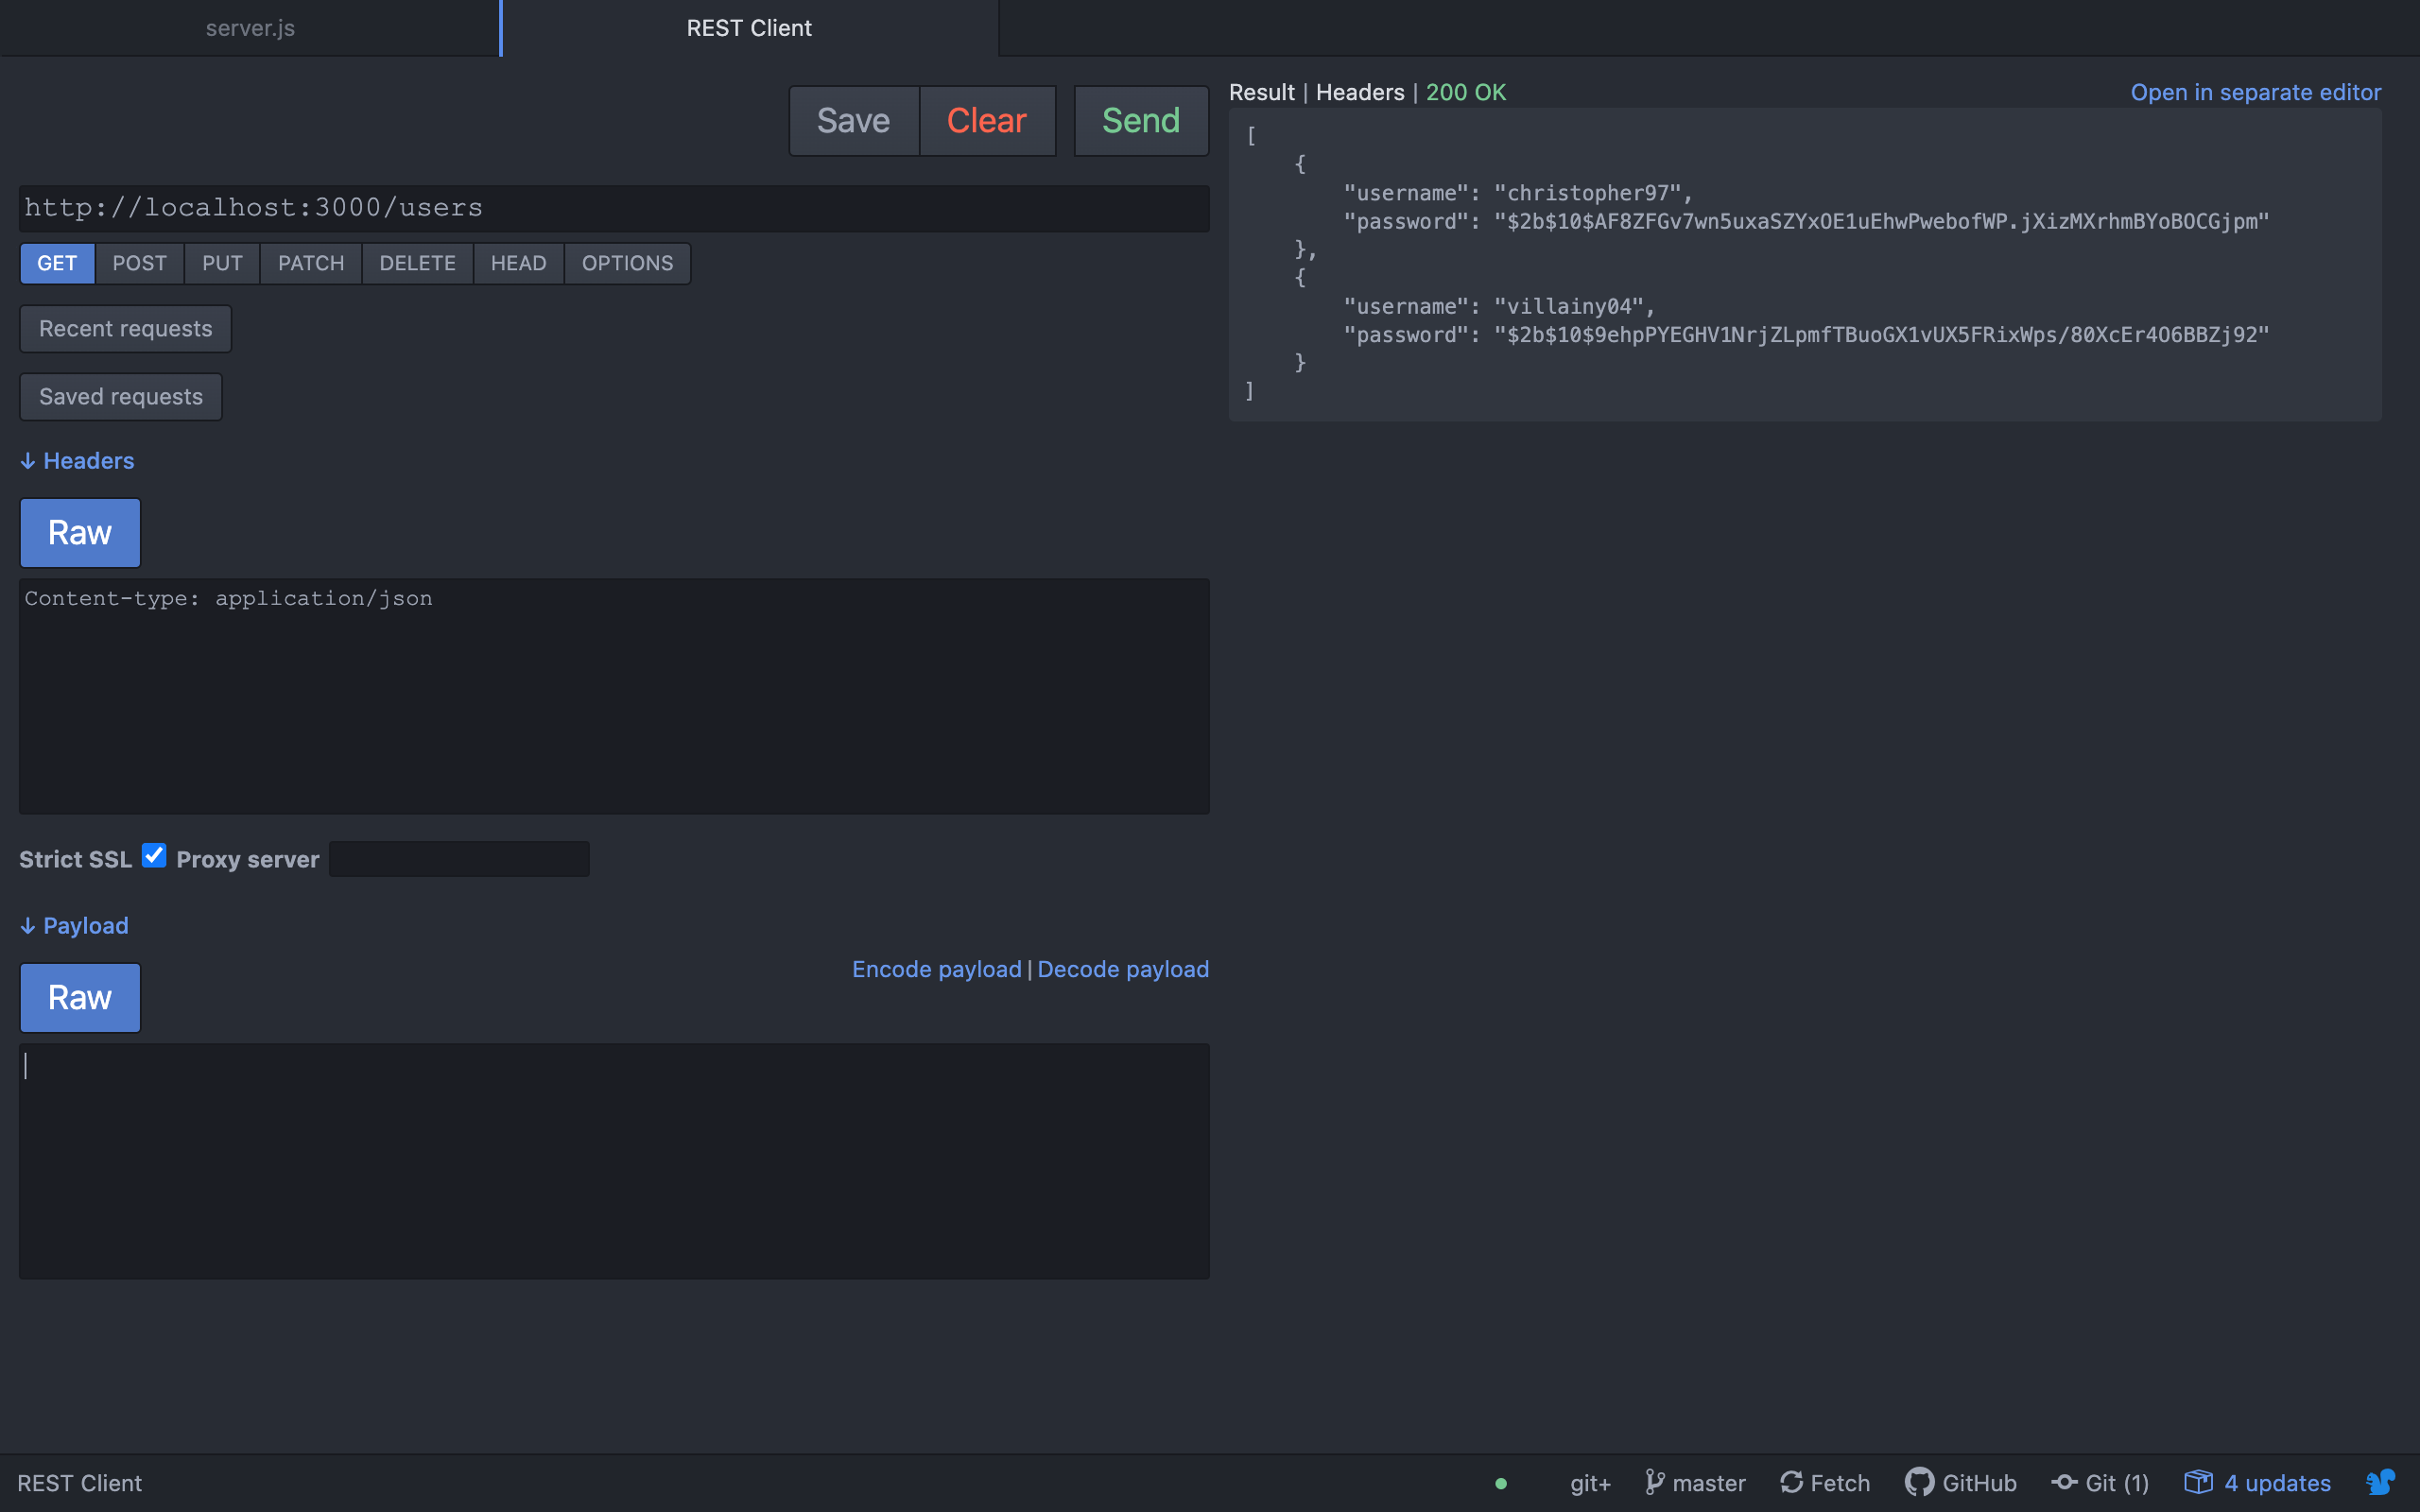 server.js
REST Client
Save
Clear
Send
http://localhost:3000/users
GET
POST
PUT
PATCH
DELETE
HEAD
OPTIONS
Recent requests
Saved requests
Headers
Raw
Content-type: application/json
Strict SSL
Proxy server
Payload
Raw
Encode payload | Decode payload
Result | Headers | 200 OK
Open in separate editor
[
{
"username": "christopher97",
"password": "$2b$10$AF8ZFGv7wn5uxaSZYxOE1uEhwPwebofWP.jXizMXrhmBYoBOCGjpm"
},
{
"username": "villainy04",
"password": "$2b$10$9ehpPYEGHV1NrjZLpmfTBuoGX1vUX5FRixWps/80XcEr4O6BBZj92"
}
]
REST Client
git+
master
Fetch
GitHub
Git (1)
4 updates